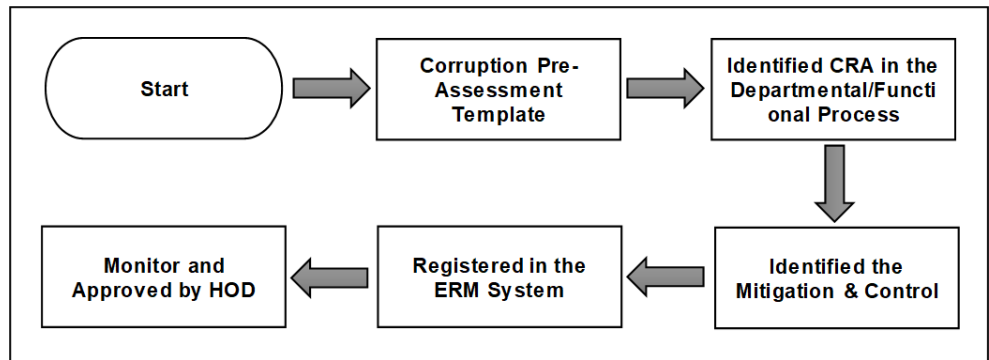 Start
Corruption Pre-
Assessment
Template
Identified CRA in the
Departmental/Functi
onal Process
Identified the
Mitigation & Control
Registered in the
ERM System
Monitor and
Approved by HOD